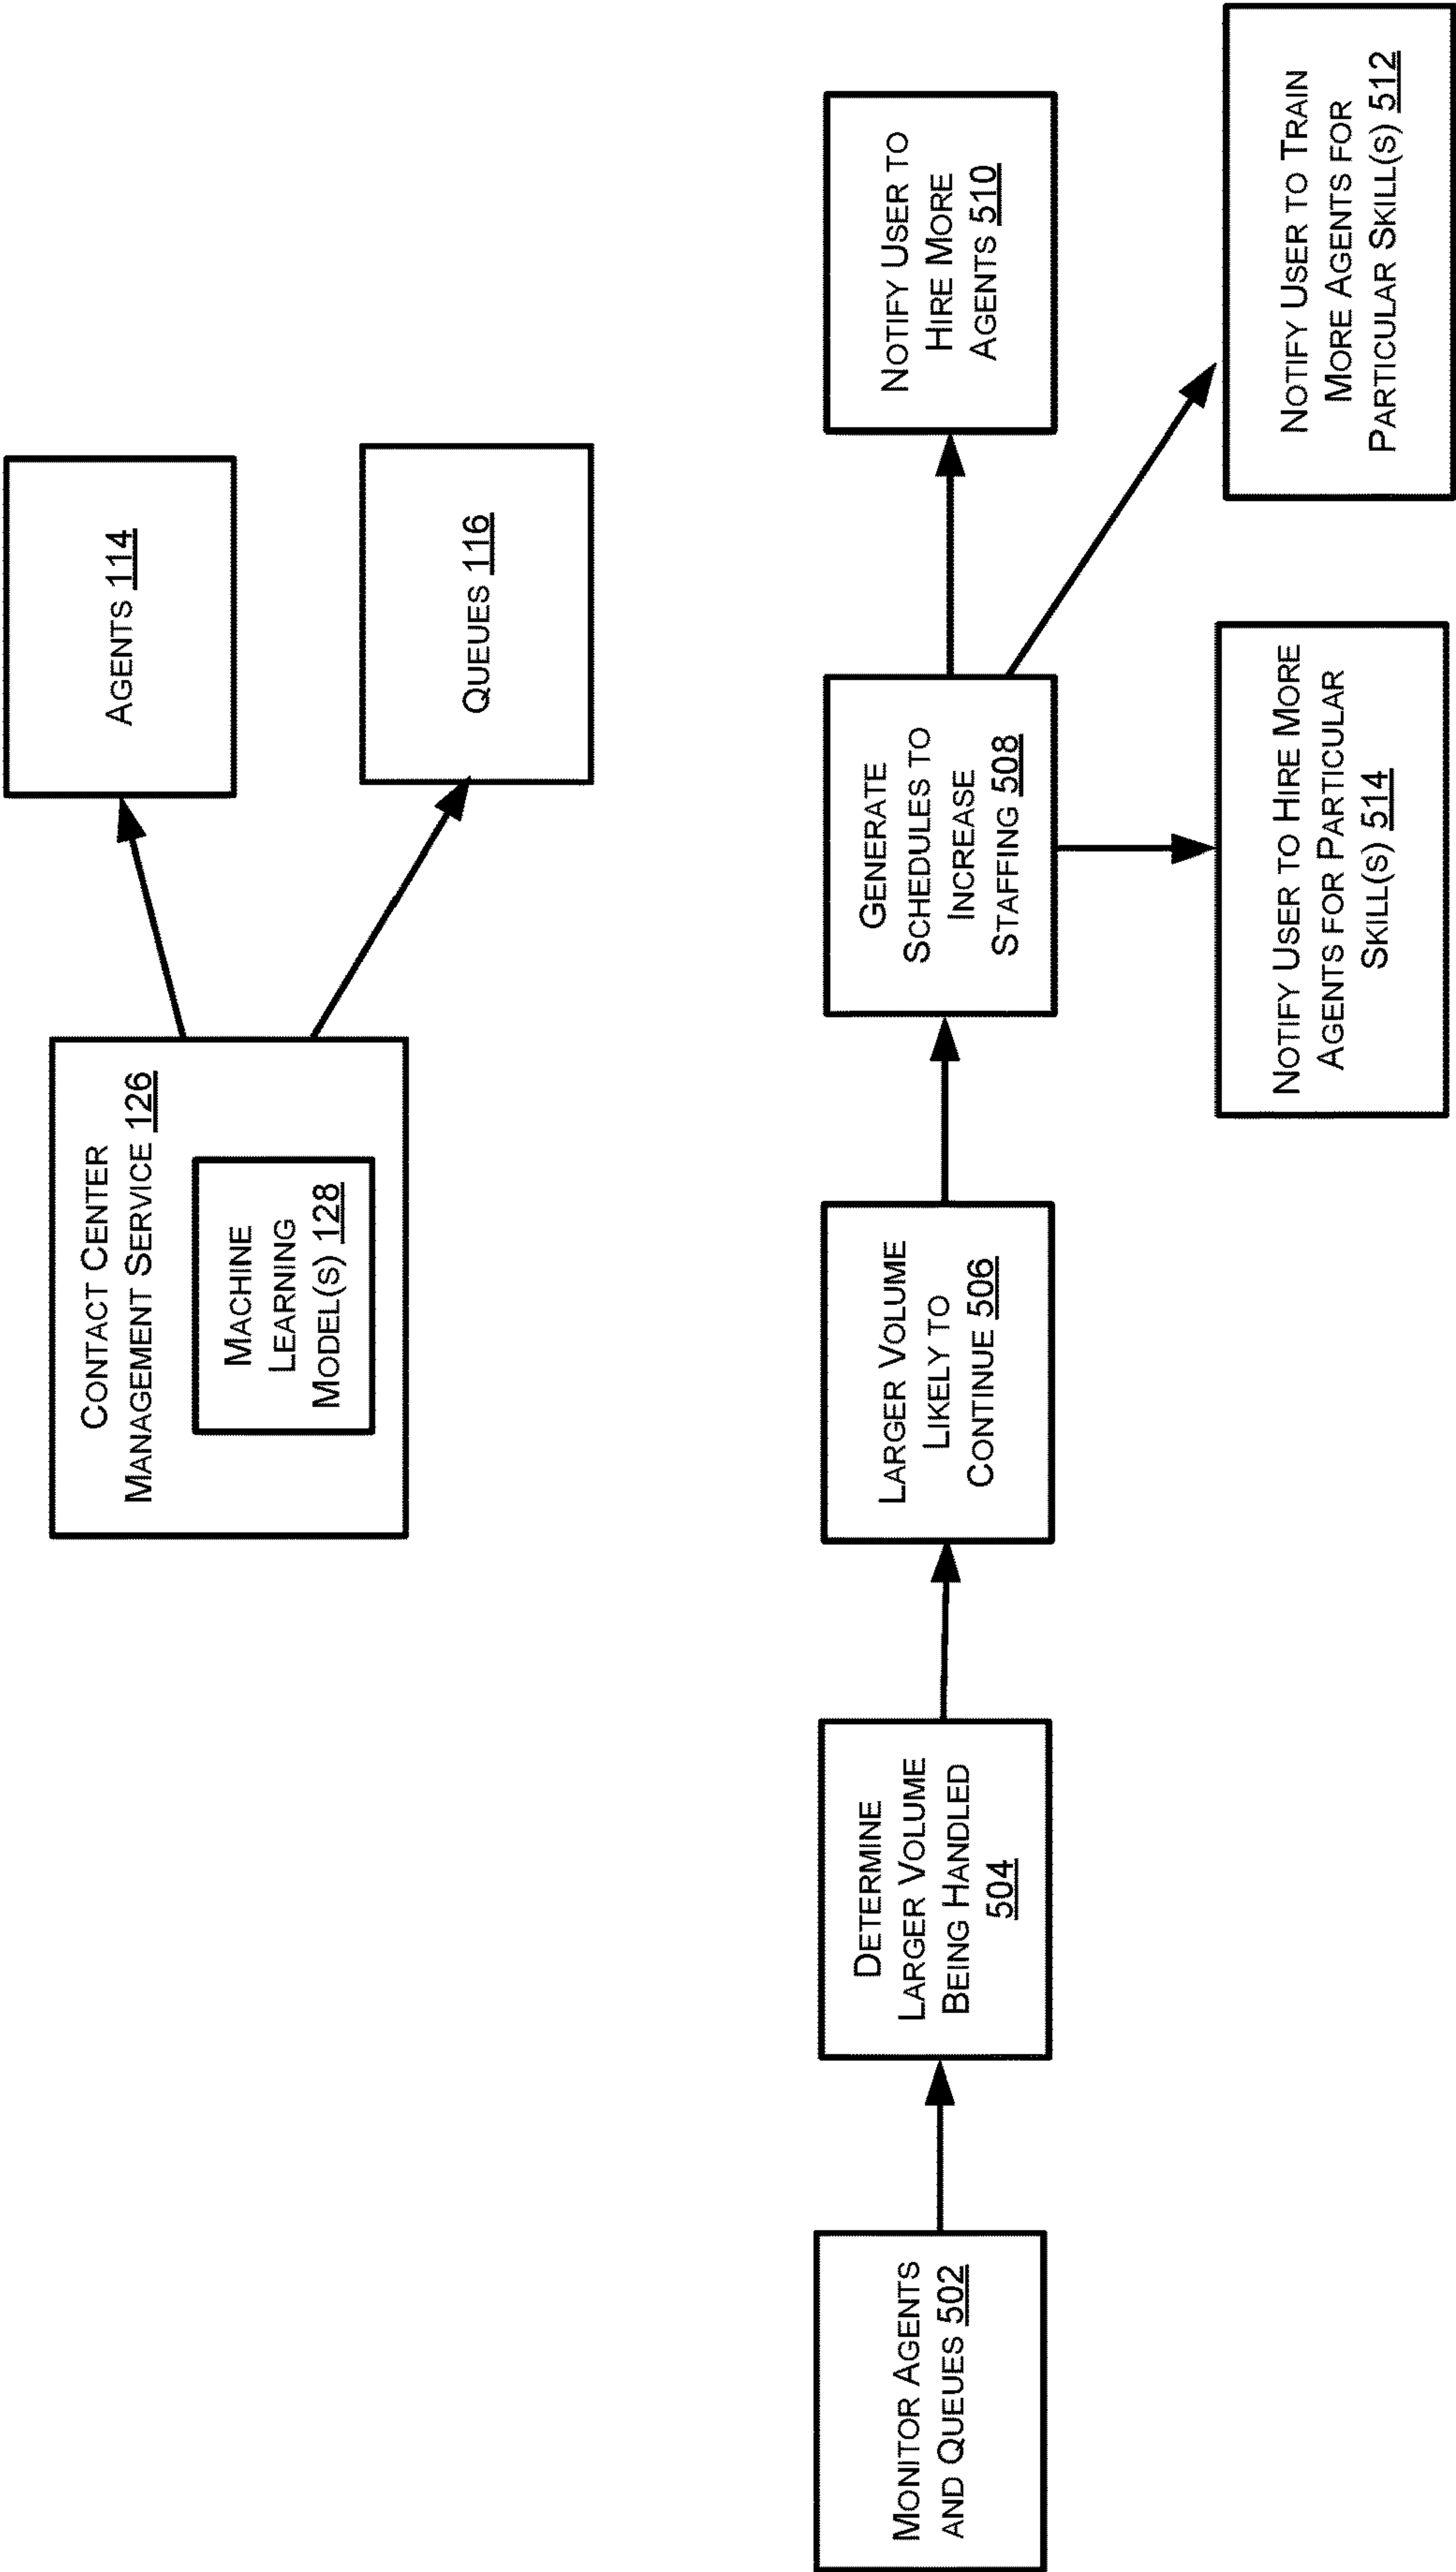 CONTACT CENTER
MANAGEMENT SERVICE 126
MACHINE
LEARNING
MODEL(S) 128
AGENTS 114
QUEUES 116
MONITOR AGENTS
AND QUEUES 502
DETERMINE
LARGER VOLUME
BEING HANDLED
504
LARGER VOLUME
LIKELY TO
CONTINUE 506
GENERATE
SCHEDULES TO
INCREASE
STAFFING 508
NOTIFY USER TO
HIRE MORE
AGENTS 510
NOTIFY USER TO HIRE MORE
AGENTS FOR PARTICULAR
SKILL(S) 514
NOTIFY USER TO TRAIN
MORE AGENTS FOR
PARTICULAR SKILL(S) 512